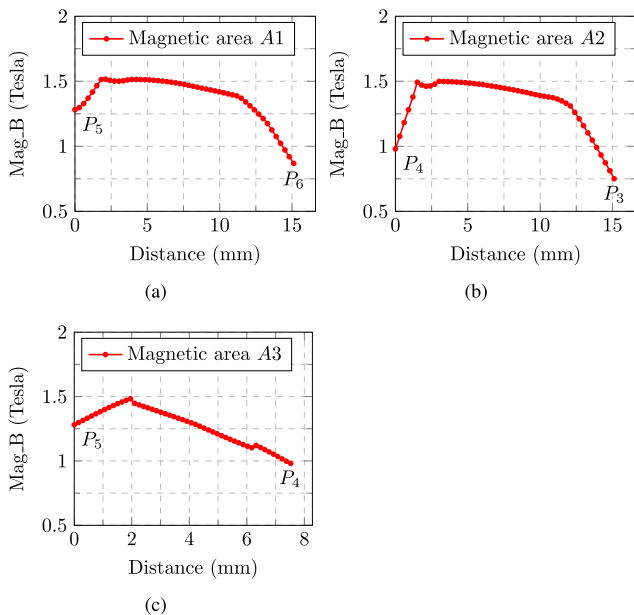 Magnetic area A1
Mag_B (Tesla)
2
1.5
1
0.5
P5
P6
0
5
10
15
Distance (mm)
(a)
Magnetic area A2
Mag_B (Tesla)
2
1.5
1
0.5
P4
P3
0
5
10
15
Distance (mm)
(b)
Magnetic area A3
Mag_B (Tesla)
2
1.5
1
0.5
P5
P4
0
2
4
6
8
Distance (mm)
(c)